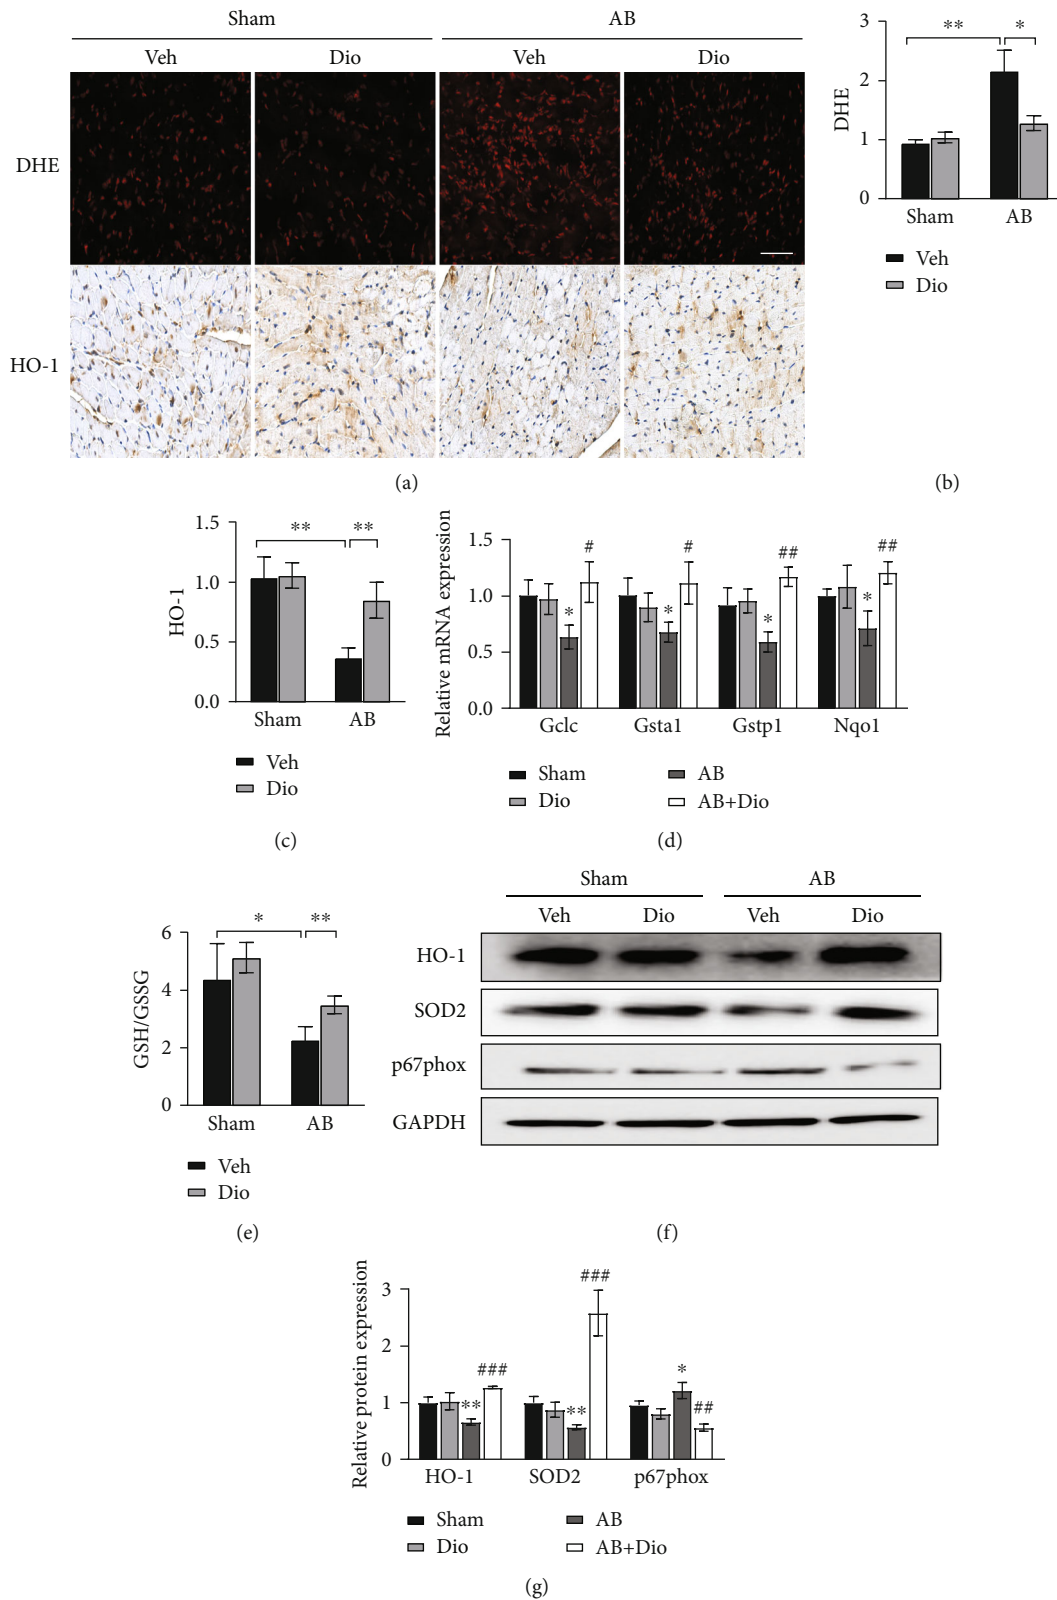 Sham AB
Veh Dio Veh Dio
DHE
HO-1
(a)
3
2
1
0
DHE
** *
Sham AB
Veh
Dio
(b)
1.5
1.0
0.5
0.0
HO-1
** **
Sham AB
Veh
Dio
(c)
1.5
1.0
0.5
0.0
Relative mRNA expression
* # * # * ## * ##
Gclc Gsta1 Gstp1 Nqo1
Sham AB
Dio AB+Dio
(d)
6
4
2
0
GSH/GSSG
* **
Sham AB
Veh
Dio
(e)
Sham AB
Veh Dio Veh Dio
HO-1
SOD2
p67phox
GAPDH
(f)
3
2
1
0
Relative protein expression
** ### ** ### * ##
HO-1 SOD2 p67phox
Sham AB
Dio AB+Dio
(g)